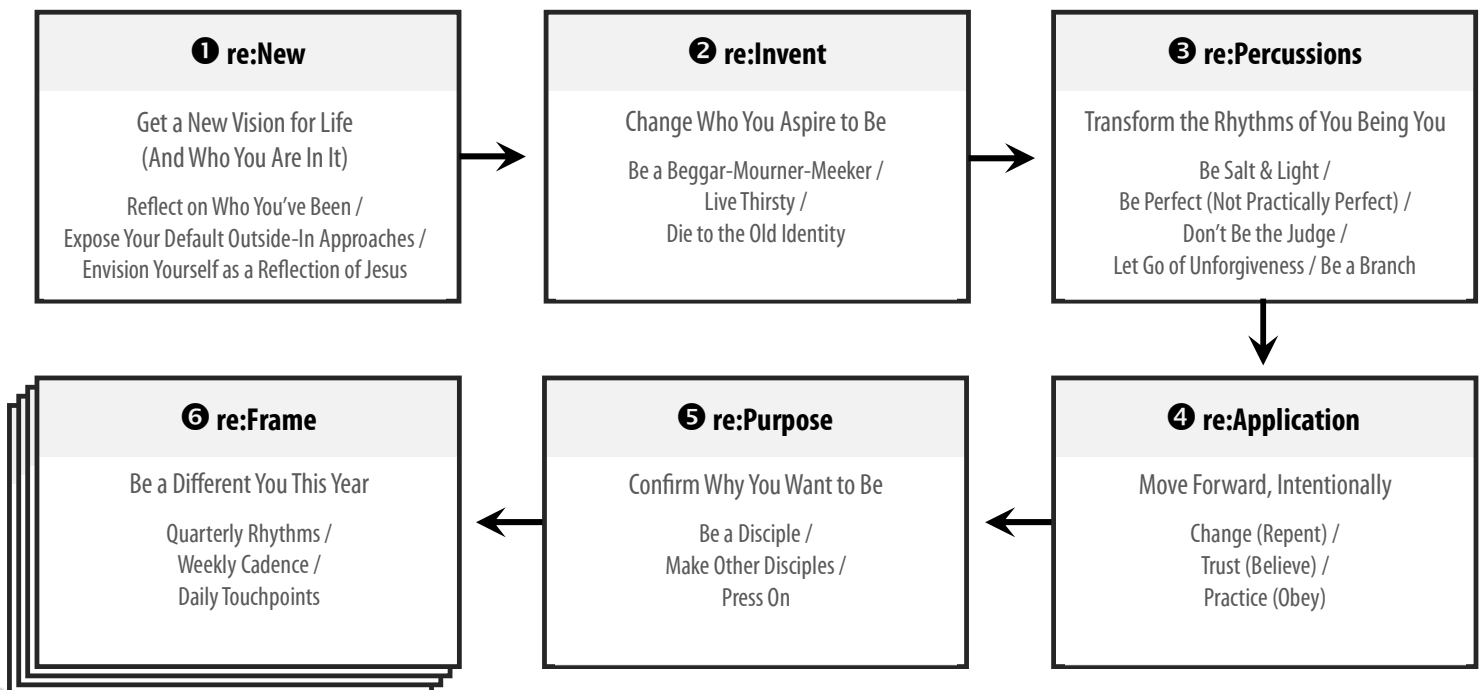 ❶ re:New
Get a New Vision for Life
(And Who You Are In It)
Reflect on Who You've Been /
Expose Your Default Outside-In Approaches /
Envision Yourself as a Reflection of Jesus
❷ re:Invent
Change Who You Aspire to Be
Be a Beggar-Mourner-Meeker /
Live Thirsty /
Die to the Old Identity
❸ re:Percussions
Transform the Rhythms of You Being You
Be Salt & Light /
Be Perfect (Not Practically Perfect) /
Don't Be the Judge /
Let Go of Unforgiveness / Be a Branch
❹ re:Application
Move Forward, Intentionally
Change (Repent) /
Trust (Believe) /
Practice (Obey)
❺ re:Purpose
Confirm Why You Want to Be
Be a Disciple /
Make Other Disciples /
Press On
❻ re:Frame
Be a Different You This Year
Quarterly Rhythms /
Weekly Cadence /
Daily Touchpoints